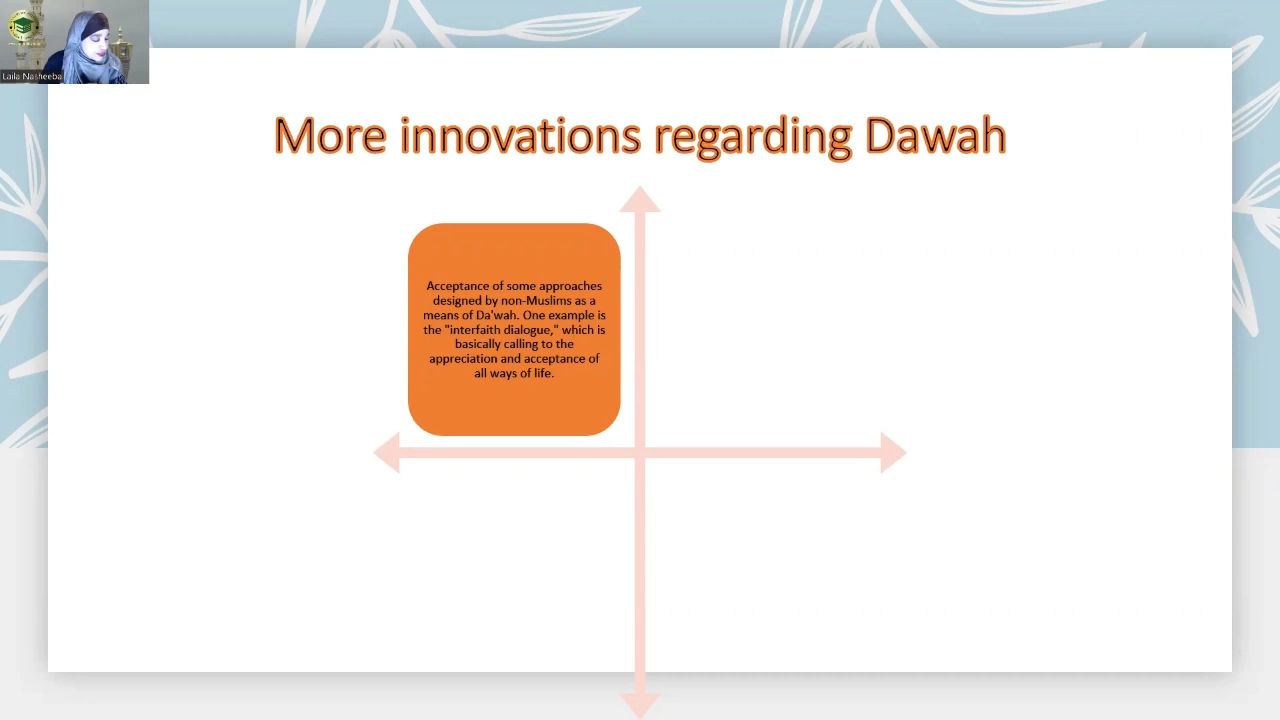 Laila Nasheeba
More innovations regarding Dawah
Acceptance of some approaches
designed by non-Muslims as a
means of Da'wah. One example is
the "interfaith dialogue," which is
basically calling to the
appreciation and acceptance of
all ways of life.